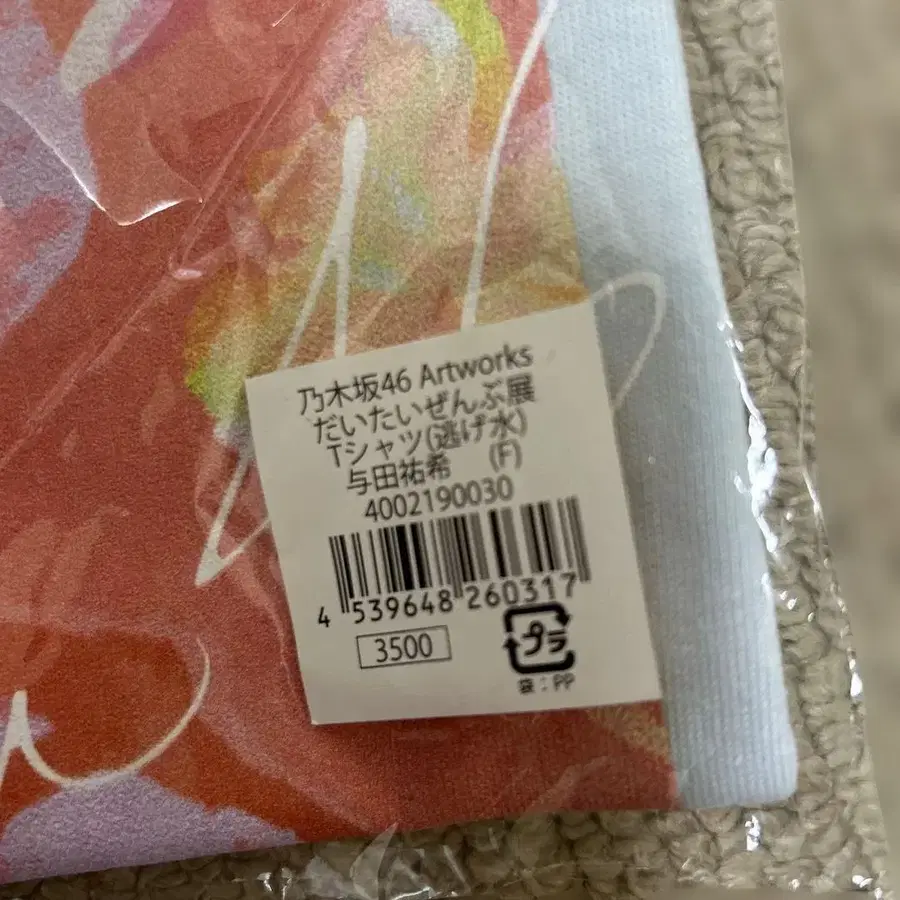 乃木坂46 Artworks
だいたいぜんぶ展
Tシャツ(逃げ水)
与田祐希 (F)
4002190030
4 539648 260317
3500
プラ
袋：PP